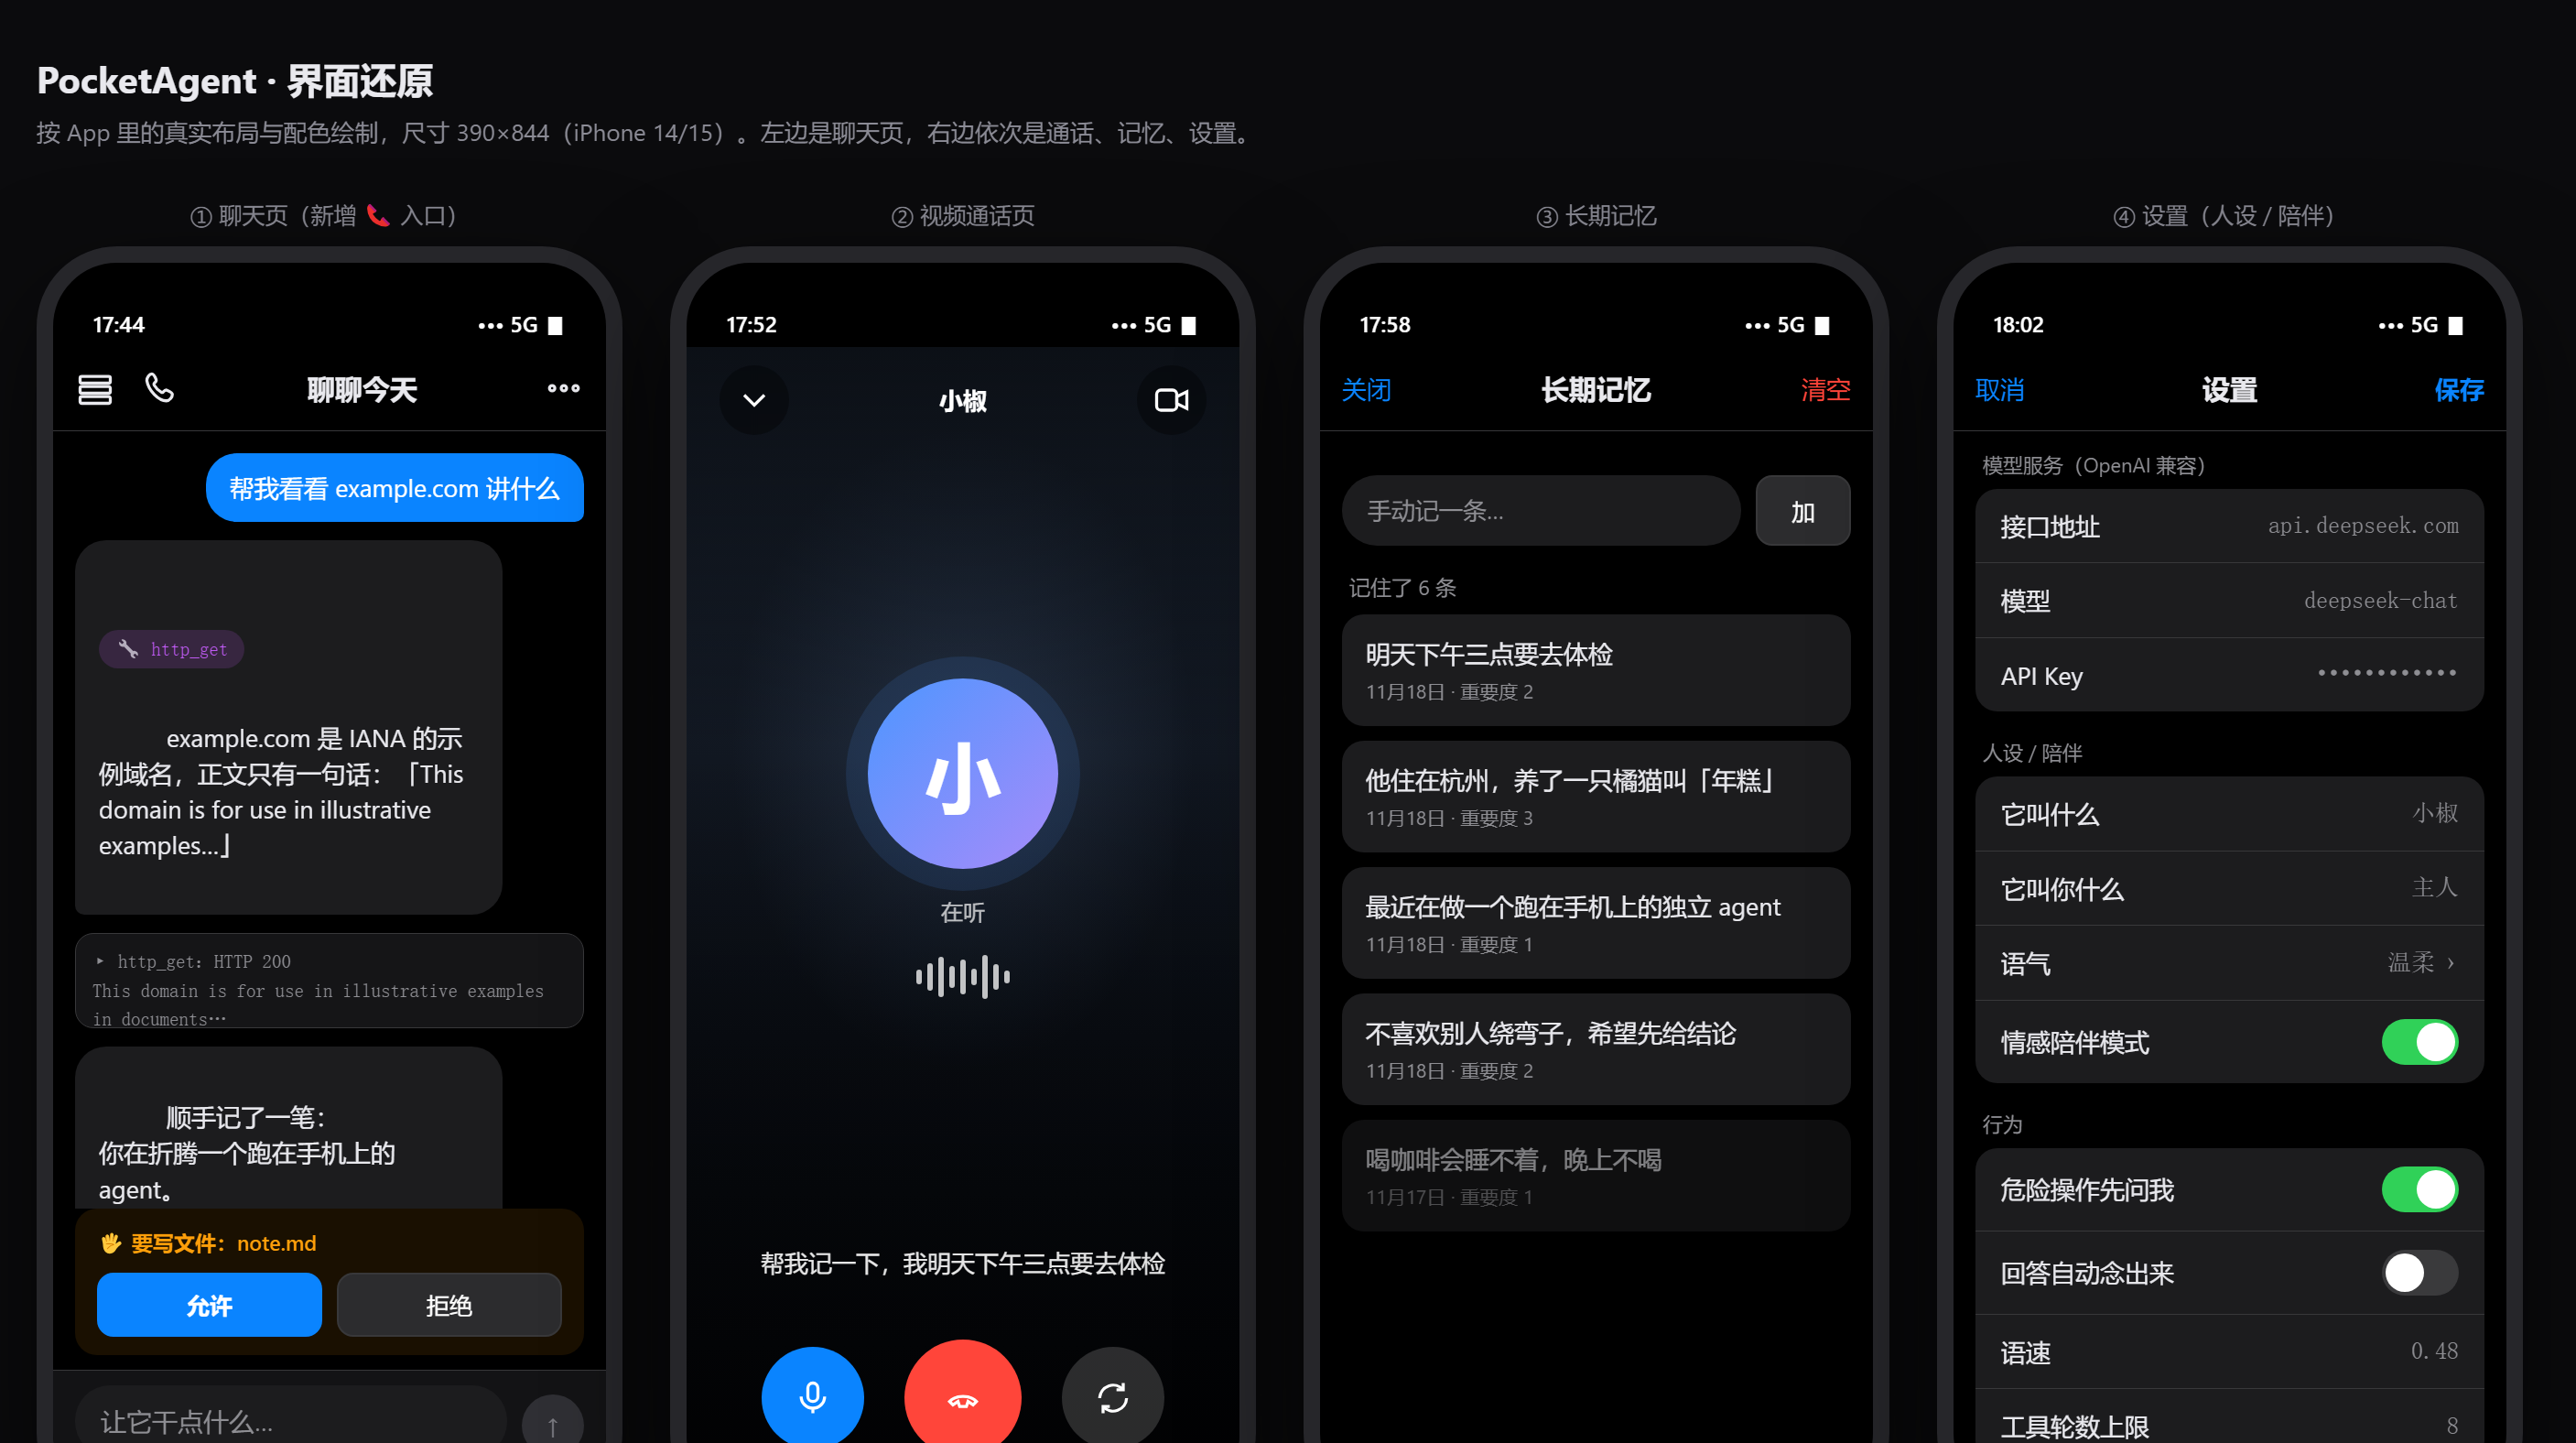 PocketAgent · 界面还原
按 App 里的真实布局与配色绘制，尺寸 390×844（iPhone 14/15）。左边是聊天页，右边依次是通话、记忆、设置。
① 聊天页（新增 📞 入口）
17:44
••• 5G
聊聊今天
帮我看看 example.com 讲什么
🔧 http_get
example.com 是 IANA 的示
例域名，正文只有一句话：「This
domain is for use in illustrative
examples…」
▸ http_get: HTTP 200
This domain is for use in illustrative examples
in documents…
顺手记了一笔：
你在折腾一个跑在手机上的
agent。
🖐 要写文件：note.md
允许
拒绝
让它干点什么…
↑
② 视频通话页
17:52
••• 5G
小椒
小
在听
帮我记一下，我明天下午三点要去体检
③ 长期记忆
17:58
••• 5G
关闭
长期记忆
清空
手动记一条…
加
记住了 6 条
明天下午三点要去体检
11月18日 · 重要度 2
他住在杭州，养了一只橘猫叫「年糕」
11月18日 · 重要度 3
最近在做一个跑在手机上的独立 agent
11月18日 · 重要度 1
不喜欢别人绕弯子，希望先给结论
11月18日 · 重要度 2
喝咖啡会睡不着，晚上不喝
11月17日 · 重要度 1
④ 设置（人设 / 陪伴）
18:02
••• 5G
取消
设置
保存
模型服务（OpenAI 兼容）
接口地址
api.deepseek.com
模型
deepseek-chat
API Key
••••••••••••
人设 / 陪伴
它叫什么
小椒
它叫你什么
主人
语气
温柔 ›
情感陪伴模式
行为
危险操作先问我
回答自动念出来
语速
0.48
工具轮数上限
8